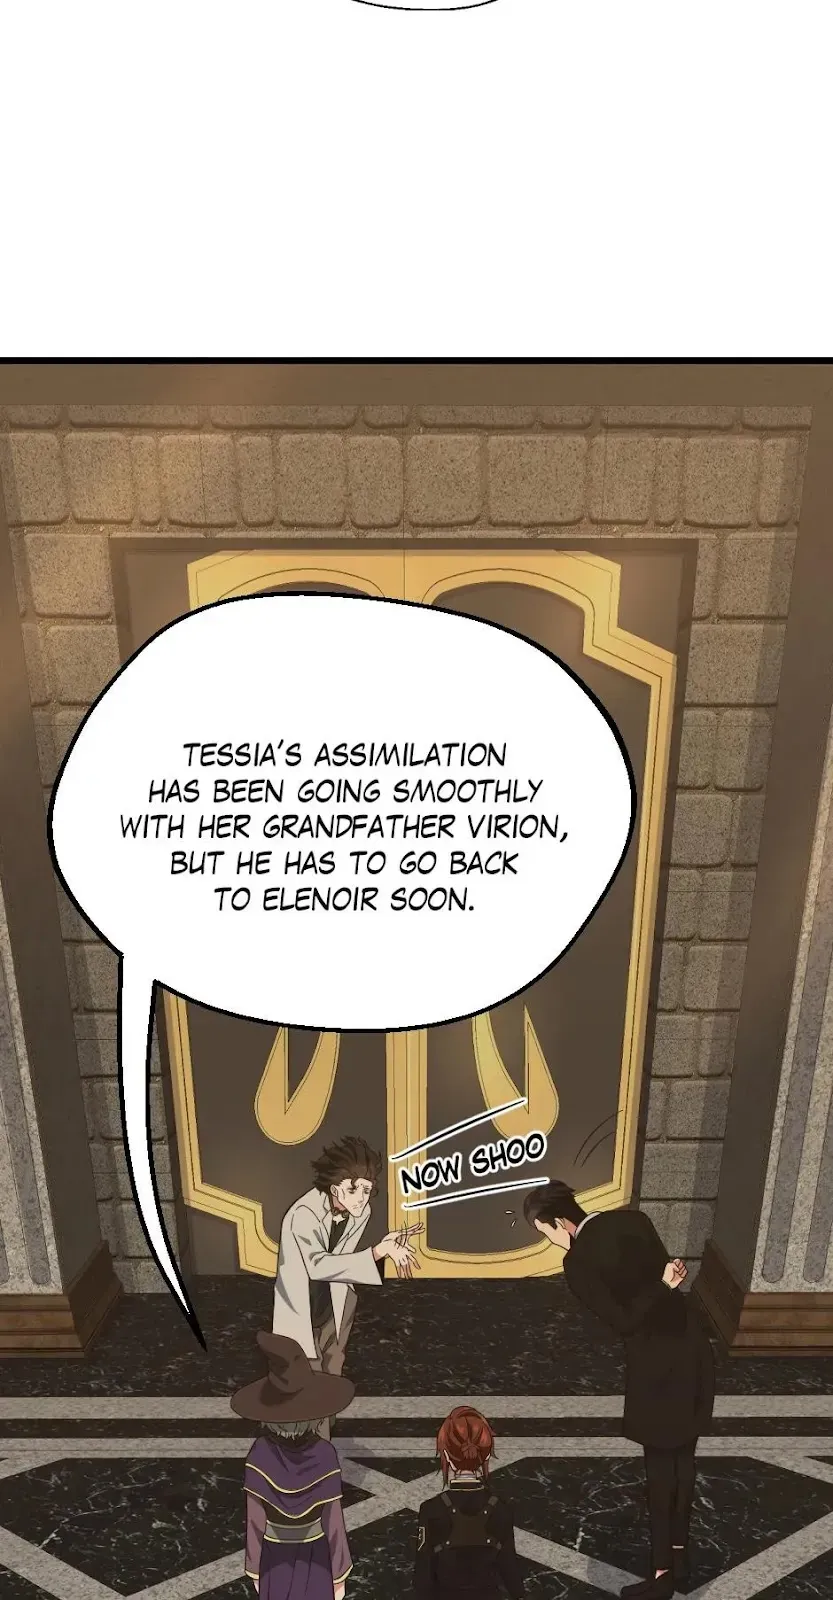 TESSIA'S ASSIMILATION
HAS BEEN GOING SMOOTHLY
WITH HER GRANDFATHER VIRION,
BUT HE HAS TO GO BACK
TO ELENOIR SOON.
NOW SHOO